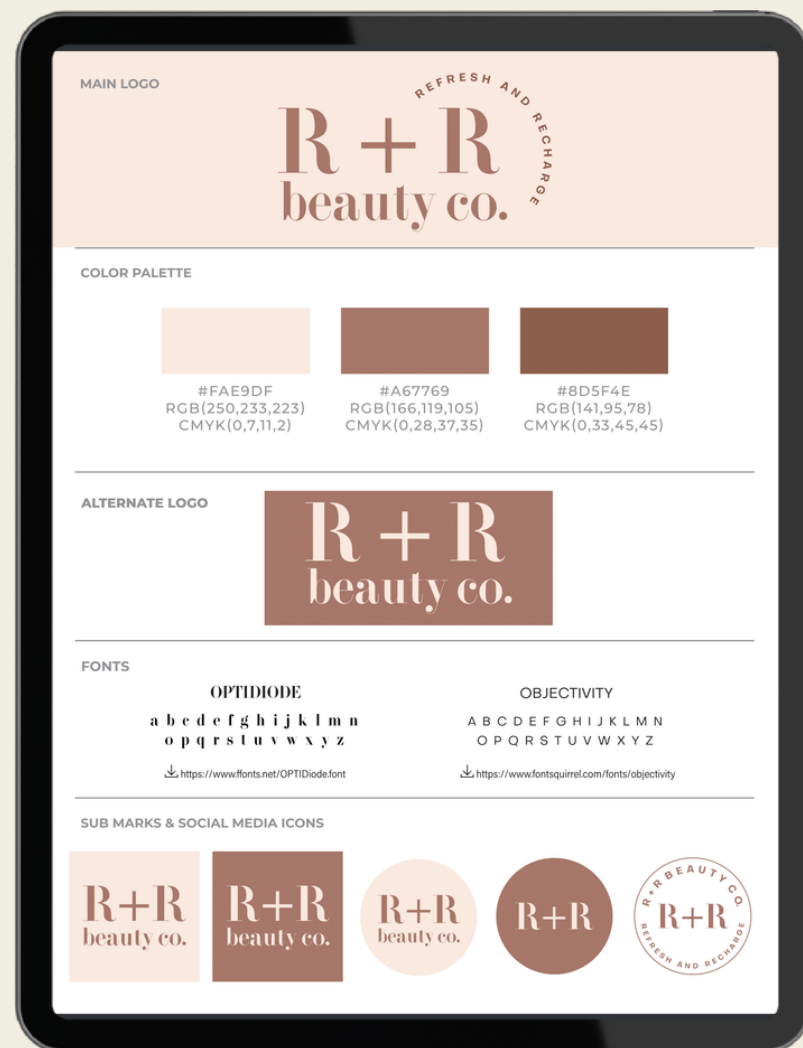 MAIN LOGO
REFRESH AND RECHARGE
R + R
beauty co.
COLOR PALETTE
#FAE9DF
RGB(250,233,223)
CMYK(0,7,11,2)
#A67769
RGB(166,119,105)
CMYK(0,28,37,35)
#8D5F4E
RGB(141,95,78)
CMYK(0,33,45,45)
ALTERNATE LOGO
R + R
beauty co.
FONTS
OPTIDIODE
a b c d e f g h i j k l m n
o p q r s t u v w x y z
https://www.ffonts.net/OPTIDiode.font
OBJECTIVITY
A B C D E F G H I J K L M N
O P Q R S T U V W X Y Z
https://www.fontsquirrel.com/fonts/objectivity
SUB MARKS & SOCIAL MEDIA ICONS
R+R
beauty co.
R+R
beauty co.
R+R
beauty co.
R+R
R+R BEAUTY CO.
R+R
REFRESH AND RECHARGE